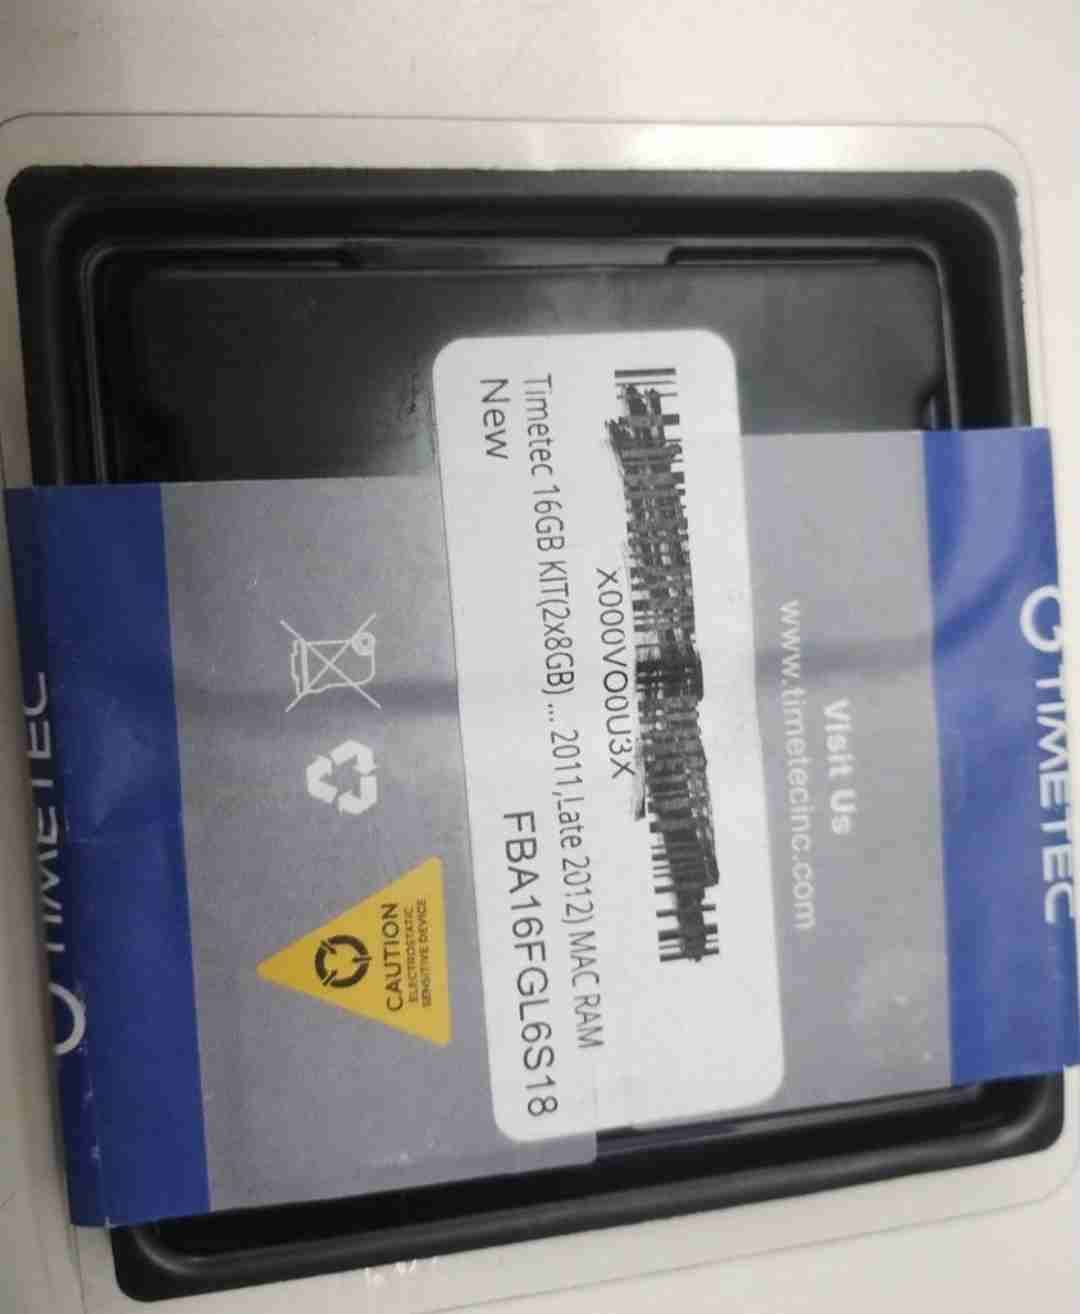 TIMETEC
Visit Us
www.timetecinc.com
X000VO0U3X
Timetec 16GB KIT(2x8GB) ... 2011,Late 2012) MAC RAM
New
FBA16FGL6S18
CAUTION
ELECTROSTATIC
SENSITIVE DEVICE
TIMETEC